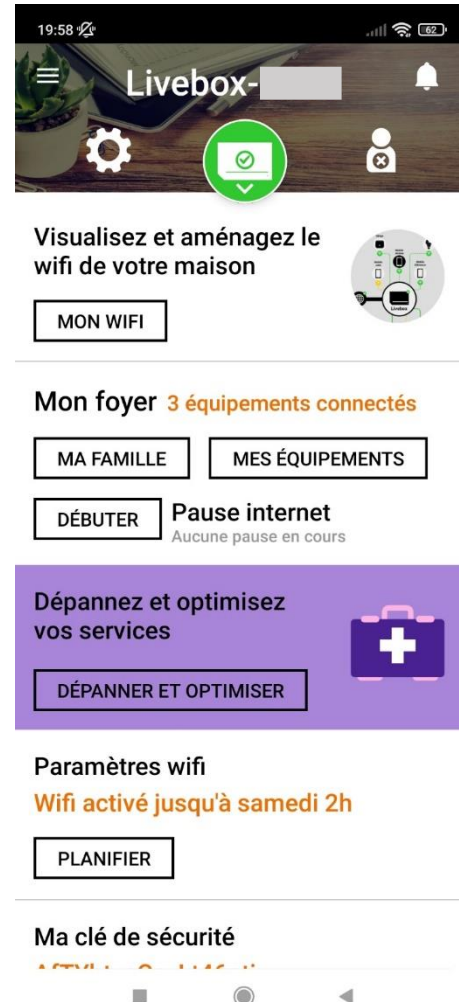 19:58
62
Livebox-
Visualisez et aménagez le
wifi de votre maison
Livebox
MON WIFI
Mon foyer 3 équipements connectés
MA FAMILLE MES ÉQUIPEMENTS
DÉBUTER Pause internet
Aucune pause en cours
Dépannez et optimisez
vos services
DÉPANNER ET OPTIMISER
Paramètres wifi
Wifi activé jusqu'à samedi 2h
PLANIFIER
Ma clé de sécurité